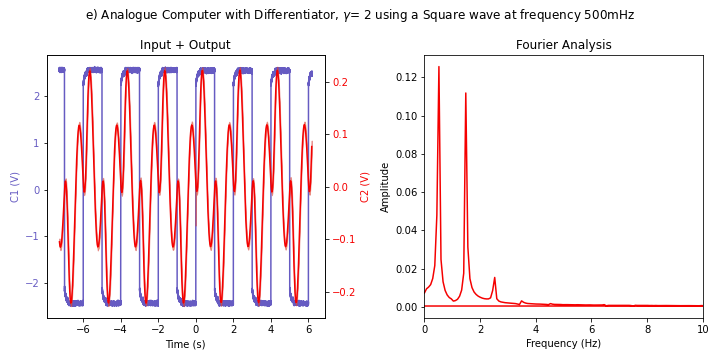 e) Analogue Computer with Differentiator, γ= 2 using a Square wave at frequency 500mHz
Input + Output
C1 (V)
2
1
0
−1
−2
0.2
0.1
0.0
−0.1
−0.2
C2 (V)
−6 −4 −2 0 2 4 6
Time (s)
Fourier Analysis
Amplitude
0.12
0.10
0.08
0.06
0.04
0.02
0.00
0 2 4 6 8 10
Frequency (Hz)